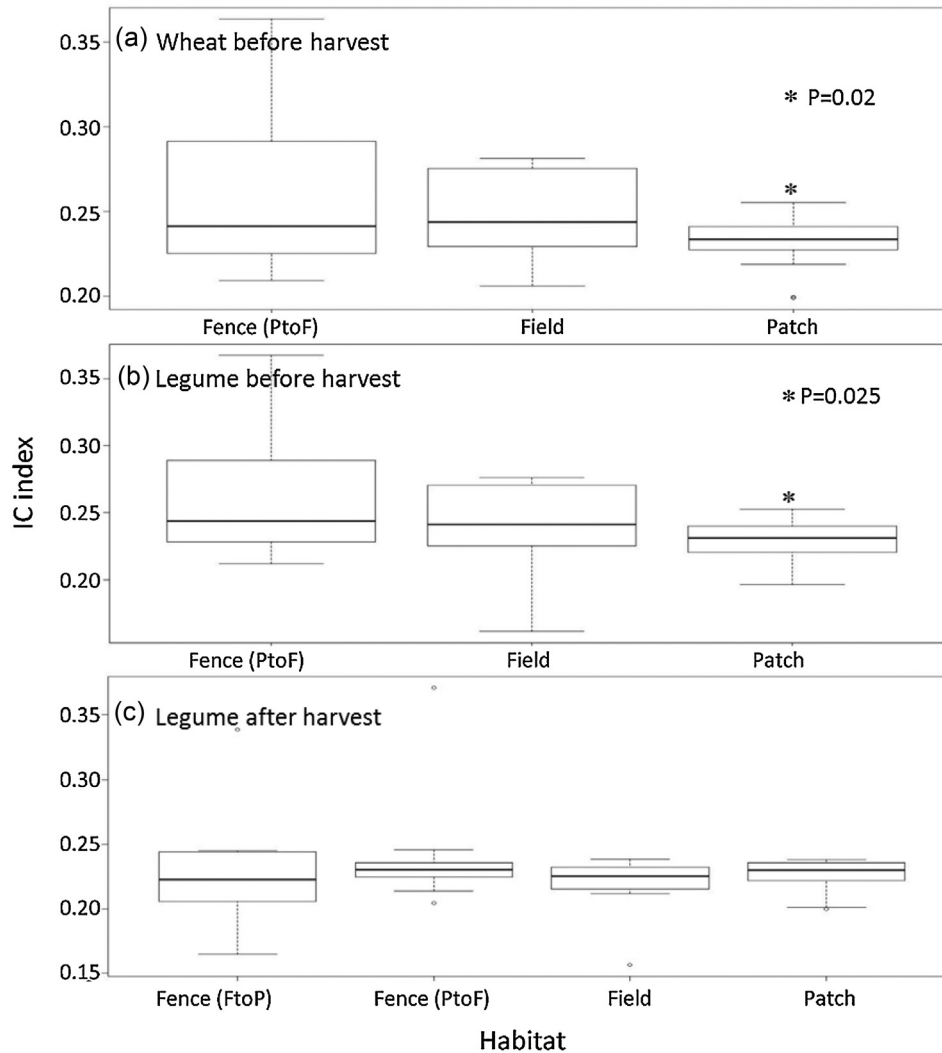 (a) Wheat before harvest
0.35
0.30
0.25
0.20
* P=0.02
*
Fence (PtoF) Field Patch
(b) Legume before harvest
0.35
0.30
0.25
0.20
*P=0.025
*
Fence (PtoF) Field Patch
(c) Legume after harvest
0.35
0.30
0.25
0.20
0.15
Fence (FtoP) Fence (PtoF) Field Patch
IC index
Habitat